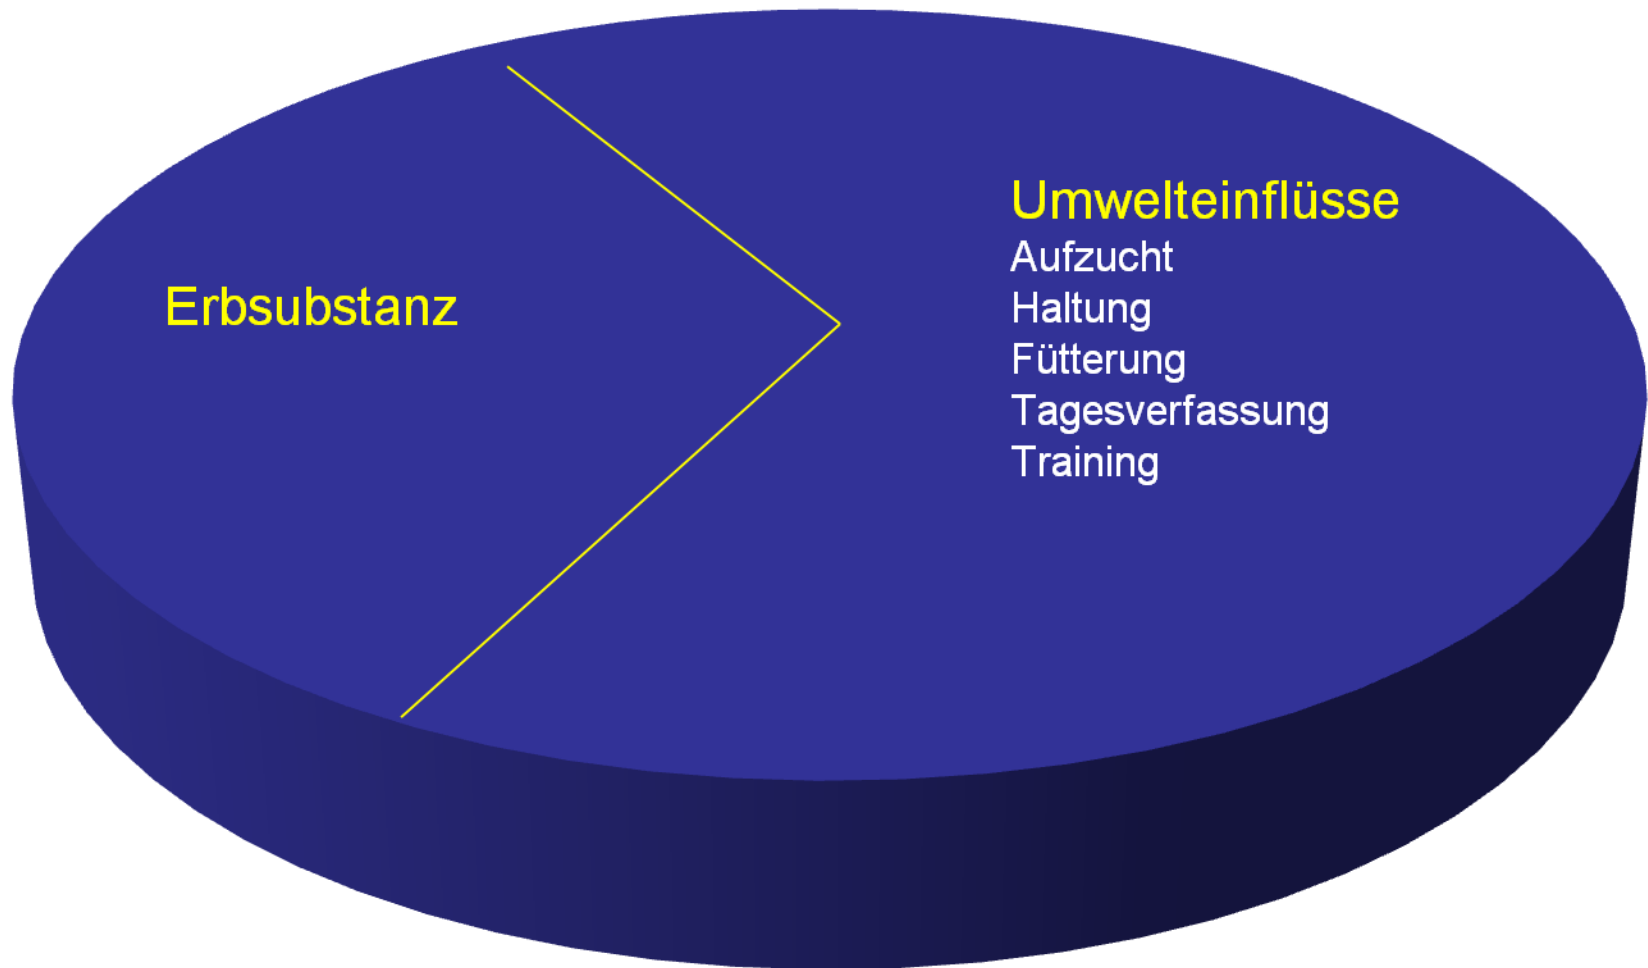 Erbsubstanz
Umwelteinflüsse
Aufzucht
Haltung
Fütterung
Tagesverfassung
Training